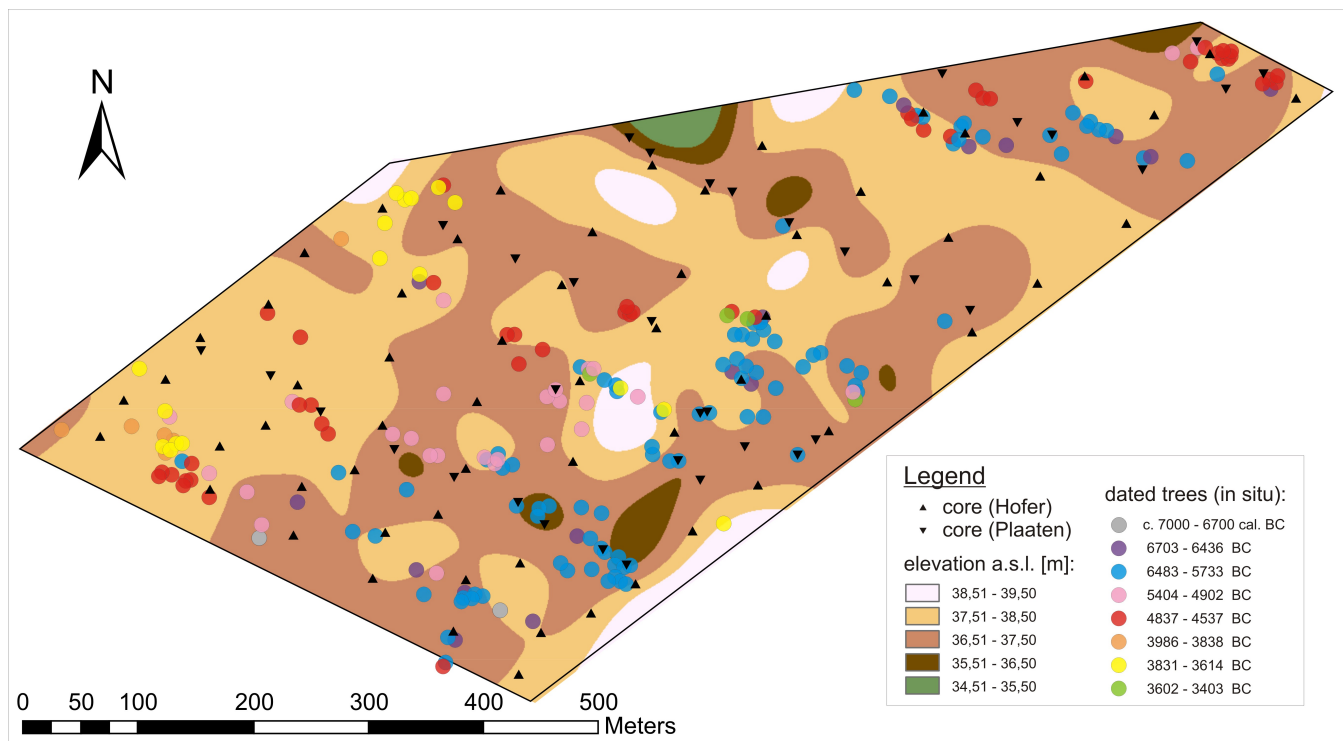 N
Legend
core (Hofer)
core (Plaaten)
elevation a.s.l. [m]:
38,51 - 39,50
37,51 - 38,50
36,51 - 37,50
35,51 - 36,50
34,51 - 35,50
dated trees (in situ):
c. 7000 - 6700 cal. BC
6703 - 6436 BC
6483 - 5733 BC
5404 - 4902 BC
4837 - 4537 BC
3986 - 3838 BC
3831 - 3614 BC
3602 - 3403 BC
0 50 100 200 300 400 500
Meters